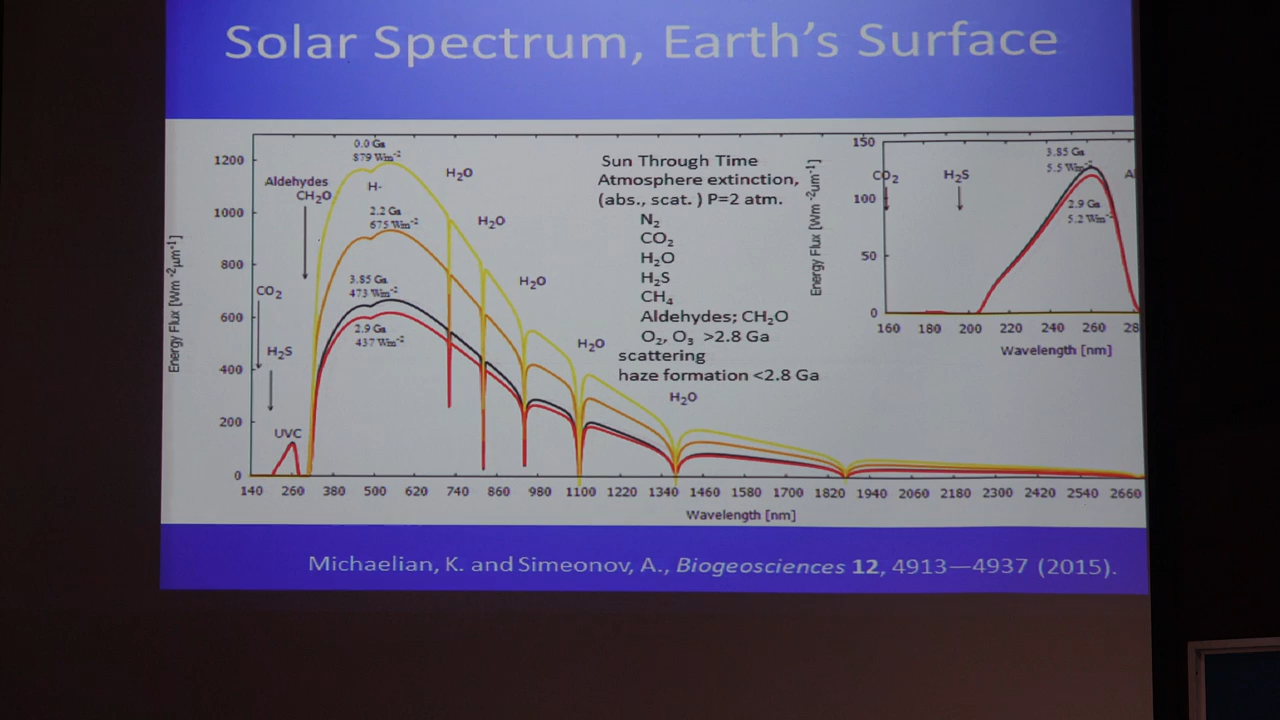 Solar Spectrum, Earth's Surface
Energy Flux [Wm⁻²μm⁻¹]
1200
1000
800
600
400
200
0
0.0 Ga
879 Wm⁻²
Aldehydes
CH₂O
H-
2.2 Ga
675 Wm⁻²
3.85 Ga
473 Wm⁻²
2.9 Ga
437 Wm⁻²
CO₂
H₂S
UVC
H₂O
H₂O
H₂O
H₂O
H₂O
140 260 380 500 620 740 860 980 1100 1220 1340 1460 1580 1700 1820 1940 2060 2180 2300 2420 2540 2660
Wavelength [nm]
Sun Through Time
Atmosphere extinction,
(abs., scat. ) P=2 atm.
N₂
CO₂
H₂O
H₂S
CH₄
Aldehydes; CH₂O
O₂, O₃ >2.8 Ga
scattering
haze formation <2.8 Ga
Energy Flux [Wm⁻²um⁻¹]
150
100
50
0
CO₂
H₂S
3.85 Ga
5.5 Wm⁻²
2.9 Ga
5.2 Wm⁻²
160 180 200 220 240 260 28
Wavelength [nm]
Michaelian, K. and Simeonov, A., Biogeosciences 12, 4913—4937 (2015).